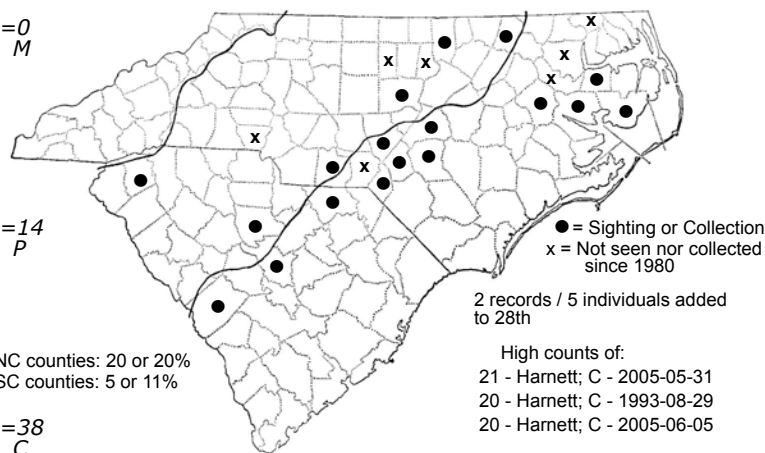 =0
M
=14
P
● = Sighting or Collection
x = Not seen nor collected
since 1980
2 records / 5 individuals added
to 28th
NC counties: 20 or 20%
SC counties: 5 or 11%
High counts of:
21 - Harnett; C - 2005-05-31
20 - Harnett; C - 1993-08-29
20 - Harnett; C - 2005-06-05
=38
C